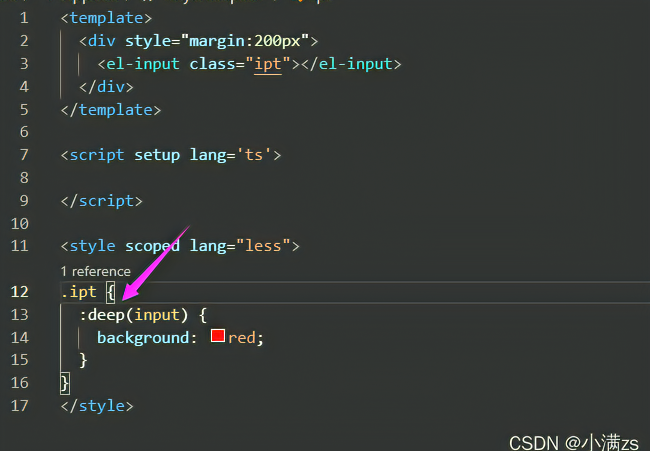 1 <template>
2 <div style="margin:200px">
3 <el-input class="ipt"></el-input>
4 </div>
5 </template>
6
7 <script setup lang='ts'>
8
9 </script>
10
11 <style scoped lang="less">
1 reference
12 .ipt {
13 :deep(input) {
14 background: red;
15 }
16 }
17 </style>
CSDN @小满zs